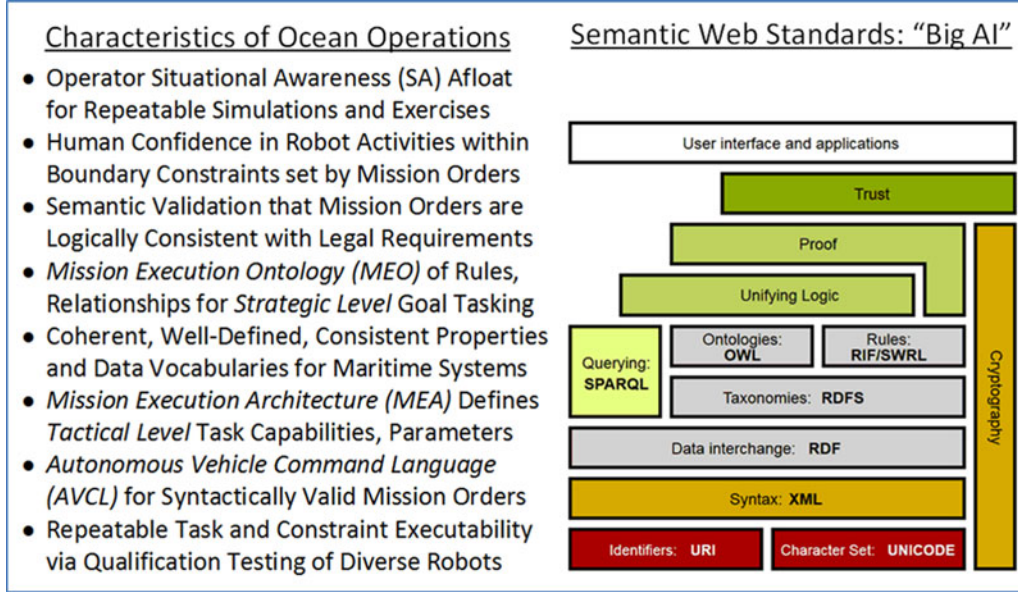 Characteristics of Ocean Operations
● Operator Situational Awareness (SA) Afloat
for Repeatable Simulations and Exercises
● Human Confidence in Robot Activities within
Boundary Constraints set by Mission Orders
● Semantic Validation that Mission Orders are
Logically Consistent with Legal Requirements
● Mission Execution Ontology (MEO) of Rules,
Relationships for Strategic Level Goal Tasking
● Coherent, Well-Defined, Consistent Properties
and Data Vocabularies for Maritime Systems
● Mission Execution Architecture (MEA) Defines
Tactical Level Task Capabilities, Parameters
● Autonomous Vehicle Command Language
(AVCL) for Syntactically Valid Mission Orders
● Repeatable Task and Constraint Executability
via Qualification Testing of Diverse Robots
Semantic Web Standards: “Big AI”
User interface and applications
Trust
Proof
Unifying Logic
Querying:
SPARQL
Ontologies:
OWL
Rules:
RIF/SWRL
Taxonomies: RDFS
Data interchange: RDF
Syntax: XML
Identifiers: URI
Character Set: UNICODE
Cryptography